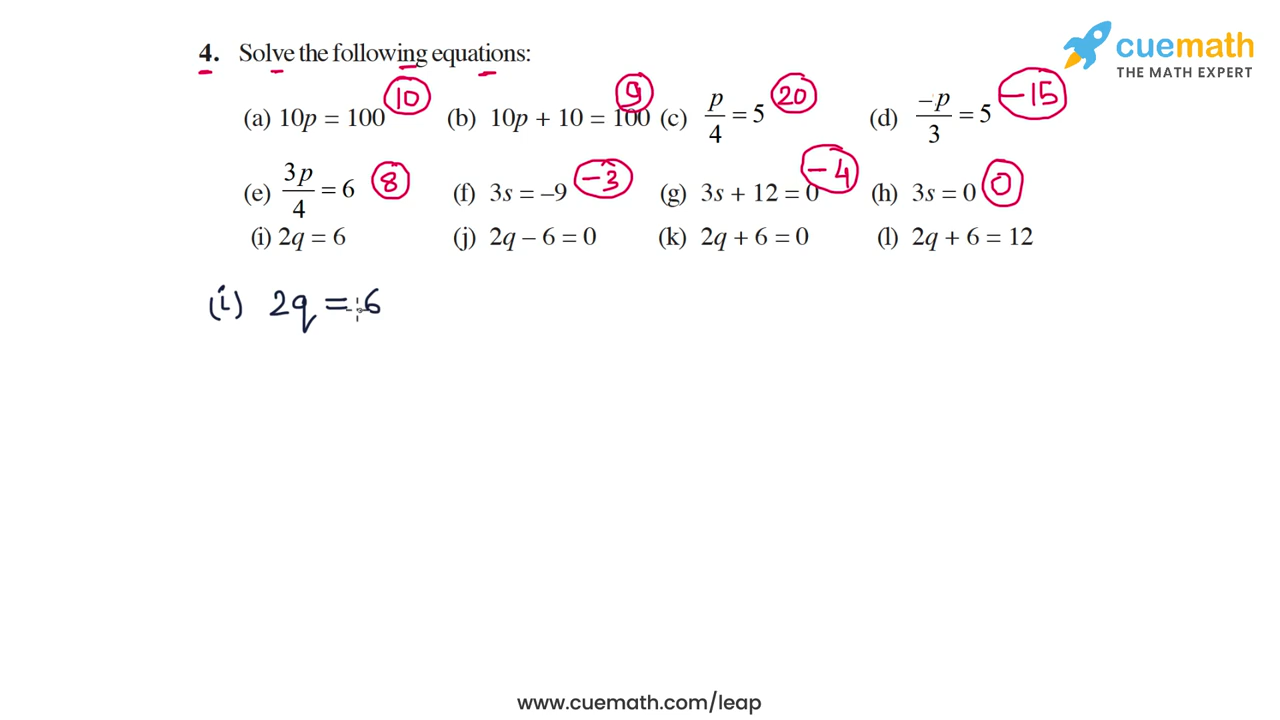 cuemath
THE MATH EXPERT
4. Solve the following equations:
(a) 10p = 100 10 (b) 10p + 10 = 100 9 (c) p/4 = 5 20 (d) −p/3 = 5 −15
(e) 3p/4 = 6 8 (f) 3s = –9 −3 (g) 3s + 12 = 0 −4 (h) 3s = 0 0
(i) 2q = 6 (j) 2q − 6 = 0 (k) 2q + 6 = 0 (l) 2q + 6 = 12
(i) 2q = 6
www.cuemath.com/leap